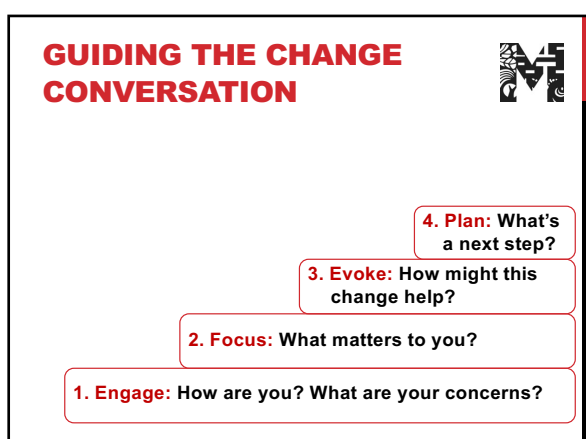 GUIDING THE CHANGE
CONVERSATION
4. Plan: What's
a next step?
3. Evoke: How might this
change help?
2. Focus: What matters to you?
1. Engage: How are you? What are your concerns?